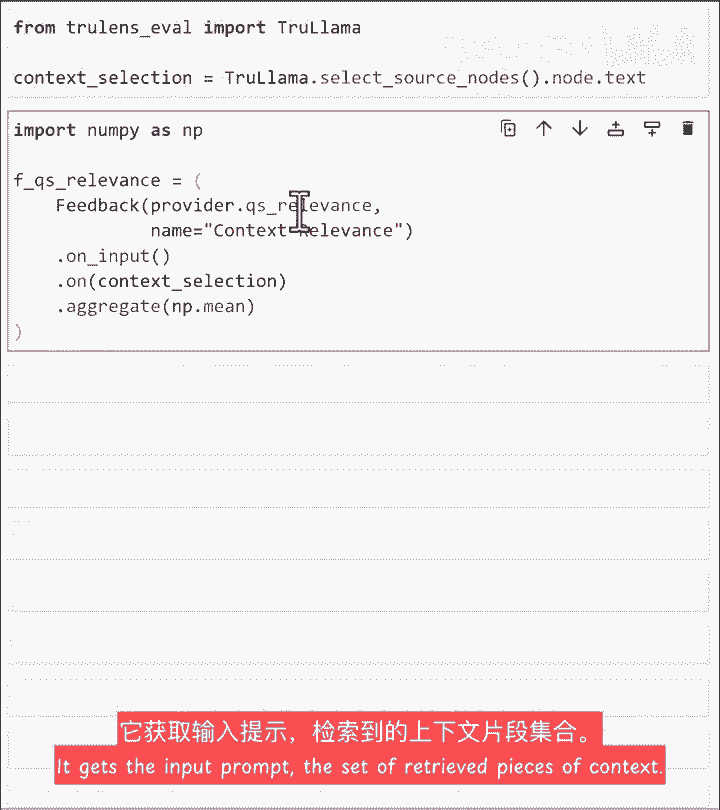 from trulens_eval import TruLlama
context_selection = TruLlama.select_source_nodes().node.text
import numpy as np
f_qs_relevance = (
    Feedback(provider.qs_relevance,
             name="Context Relevance")
    .on_input()
    .on(context_selection)
    .aggregate(np.mean)
)
它获取输入提示，检索到的上下文片段集合。
It gets the input prompt, the set of retrieved pieces of context.